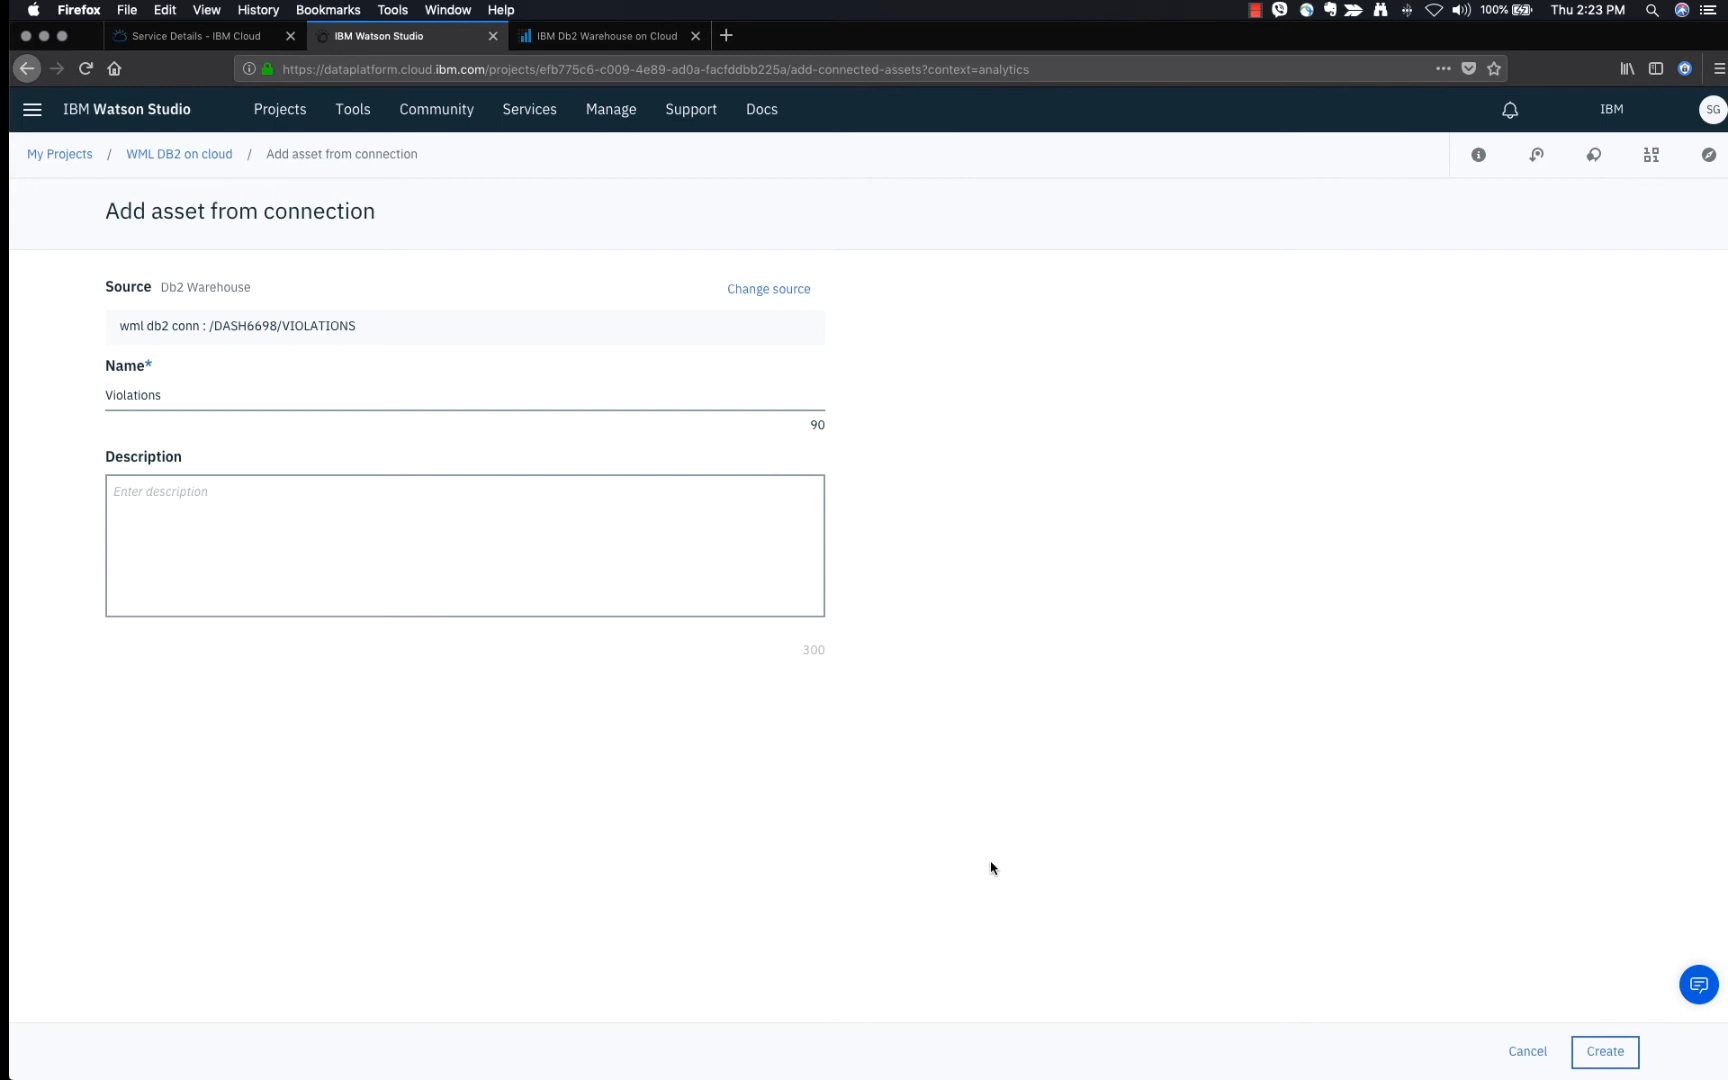 Firefox File Edit View History Bookmarks Tools Window Help 100% Thu 2:23 PM
Service Details - IBM Cloud IBM Watson Studio IBM Db2 Warehouse on Cloud
https://dataplatform.cloud.ibm.com/projects/efb775c6-c009-4e89-ad0a-facfddbb225a/add-connected-assets?context=analytics
IBM Watson Studio Projects Tools Community Services Manage Support Docs IBM SG
My Projects / WML DB2 on cloud / Add asset from connection
Add asset from connection
Source Db2 Warehouse Change source
wml db2 conn : /DASH6698/VIOLATIONS
Name*
Violations
90
Description
Enter description
300
Cancel Create